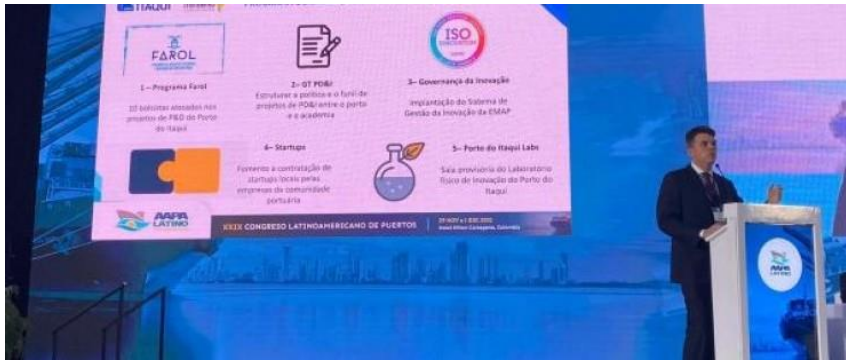 ITAQUI
FAROL
ISO
1— Programa Farol
10 bolsistas alocados nos
projetos de P&D do Porto
do Itaqui
2— GT PD&I
Estruturar a política e o funil de
projetos de PD&I entre o porto
e a academia
3— Governança da Inovação
Implantação do Sistema de
Gestão da Inovação da EMAP
4— Startups
Fomento a contratação de
startups locais pelas
empresas da comunidade
portuária
5— Porto do Itaqui Labs
Sala provisória do Laboratório
físico de Inovação do Porto do
Itaqui
AAPA
LATINO
XXIX CONGRESO LATINOAMERICANO DE PUERTOS
29 NOV a 1 DIC 2022
Hotel Hilton Cartagena, Colombia
AAPA
LATINO